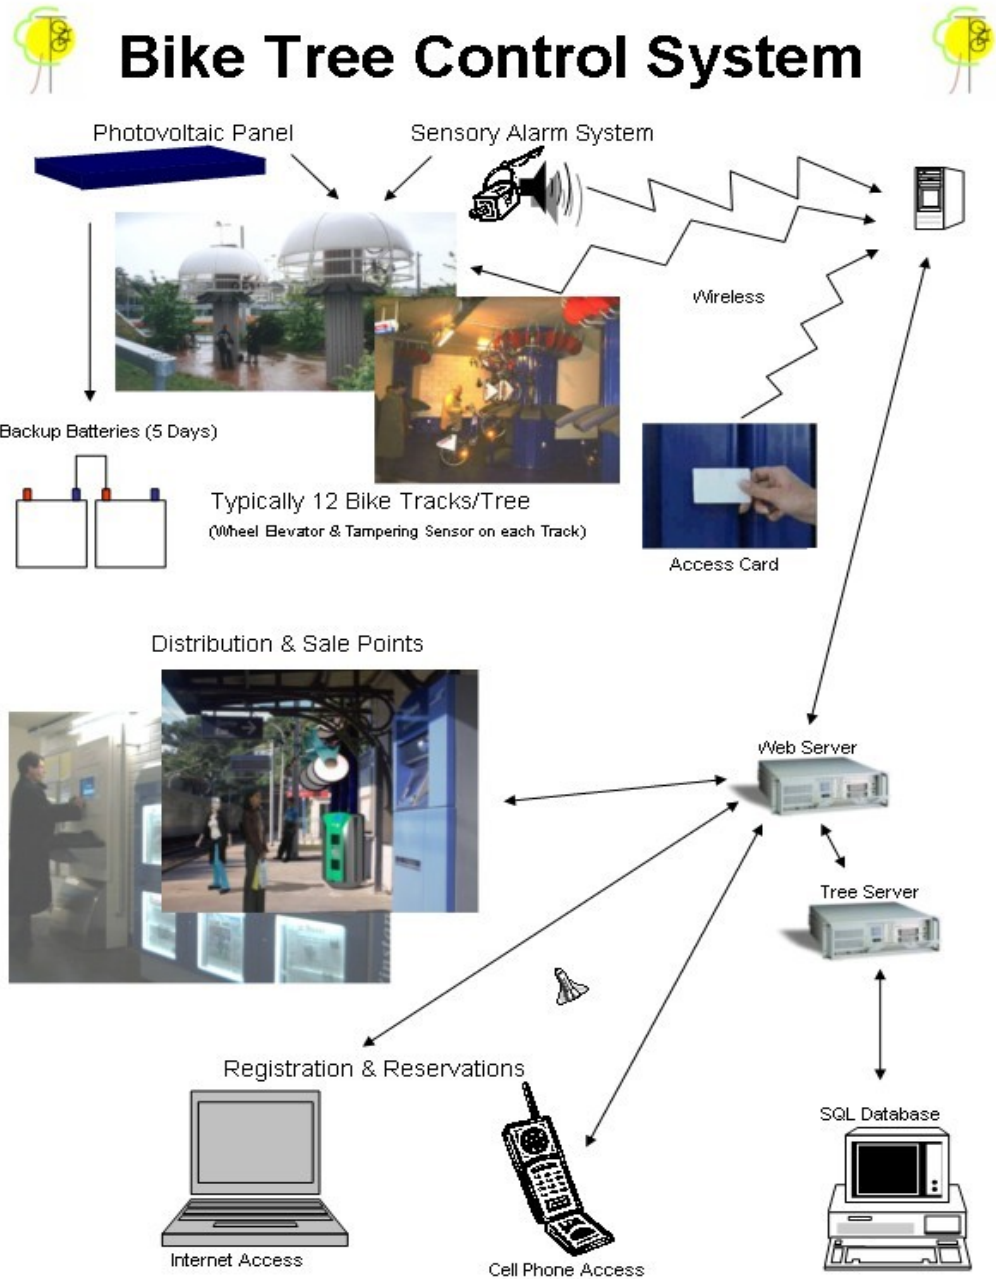 Bike Tree Control System
Photovoltaic Panel
Sensory Alarm System
Wireless
Backup Batteries (5 Days)
Typically 12 Bike Tracks/Tree
(Wheel Elevator & Tampering Sensor on each Track)
Access Card
Distribution & Sale Points
Web Server
Tree Server
Registration & Reservations
SQL Database
Internet Access
Cell Phone Access